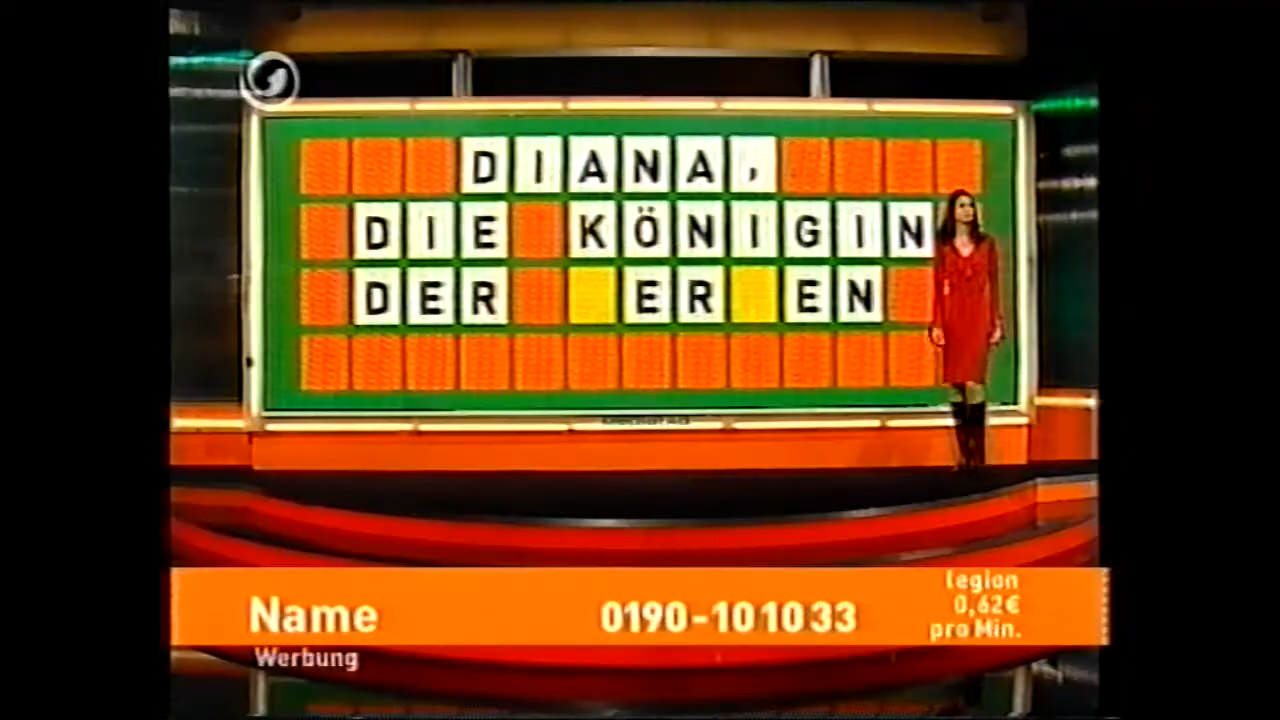 DIANA,
DIE KÖNIGIN
DER ER EN
Name
0190-101033
legion
0,62€
pro Min.
Werbung